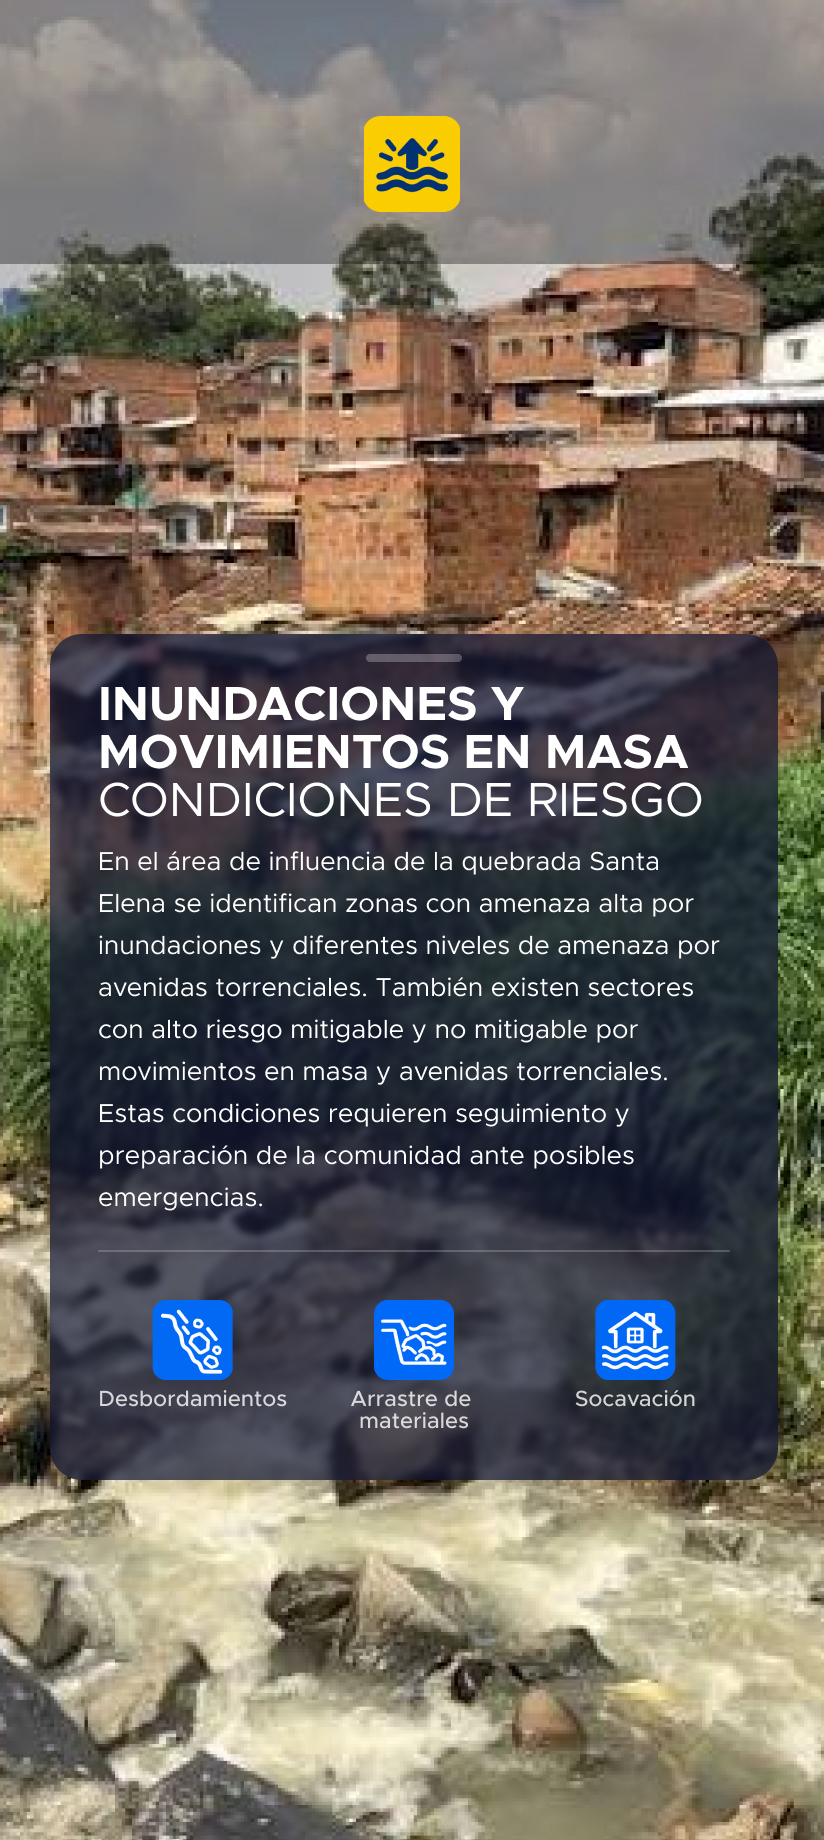 INUNDACIONES Y
MOVIMIENTOS EN MASA
CONDICIONES DE RIESGO
En el área de influencia de la quebrada Santa
Elena se identifican zonas con amenaza alta por
inundaciones y diferentes niveles de amenaza por
avenidas torrenciales. También existen sectores
con alto riesgo mitigable y no mitigable por
movimientos en masa y avenidas torrenciales.
Estas condiciones requieren seguimiento y
preparación de la comunidad ante posibles
emergencias.
Desbordamientos
Arrastre de
materiales
Socavación